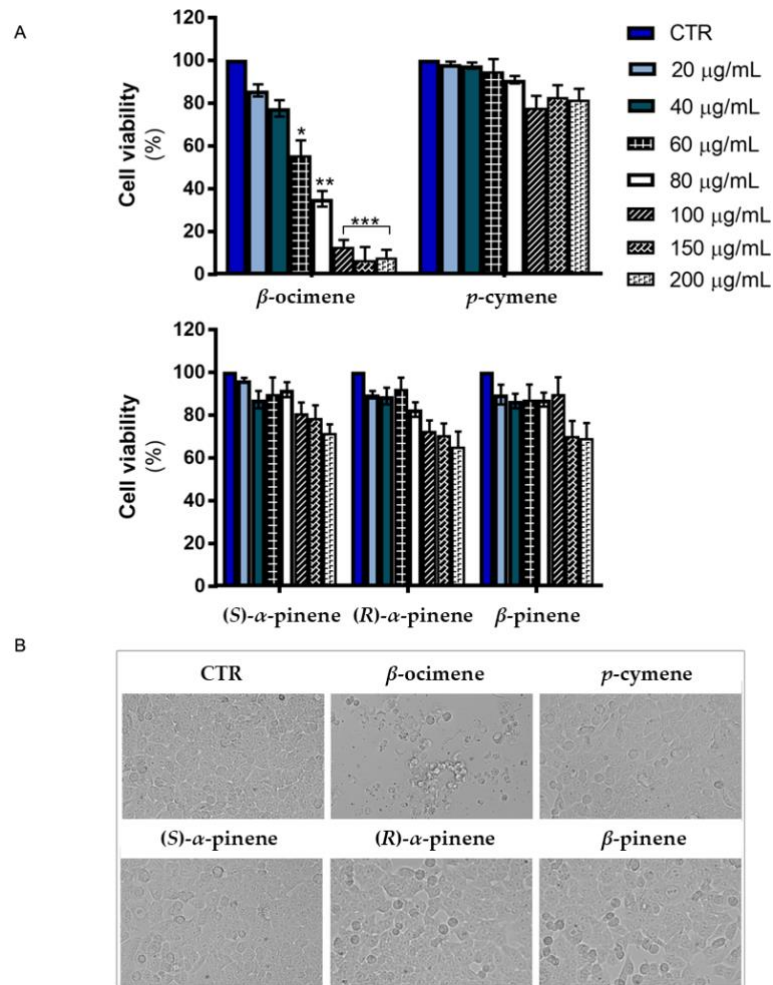 A
Cell viability
(%)
120
100
80
60
40
20
0
*
**
***
β-ocimene
p-cymene
CTR
20 μg/mL
40 μg/mL
60 μg/mL
80 μg/mL
100 μg/mL
150 μg/mL
200 μg/mL
Cell viability
(%)
120
100
80
60
40
20
0
(S)-α-pinene (R)-α-pinene β-pinene
B
CTR β-ocimene p-cymene
(S)-α-pinene (R)-α-pinene β-pinene